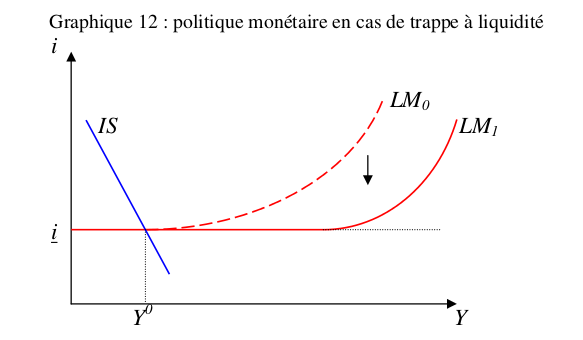 Graphique 12 : politique monétaire en cas de trappe à liquidité
i
LM0
IS
LM1
i
Y0
Y